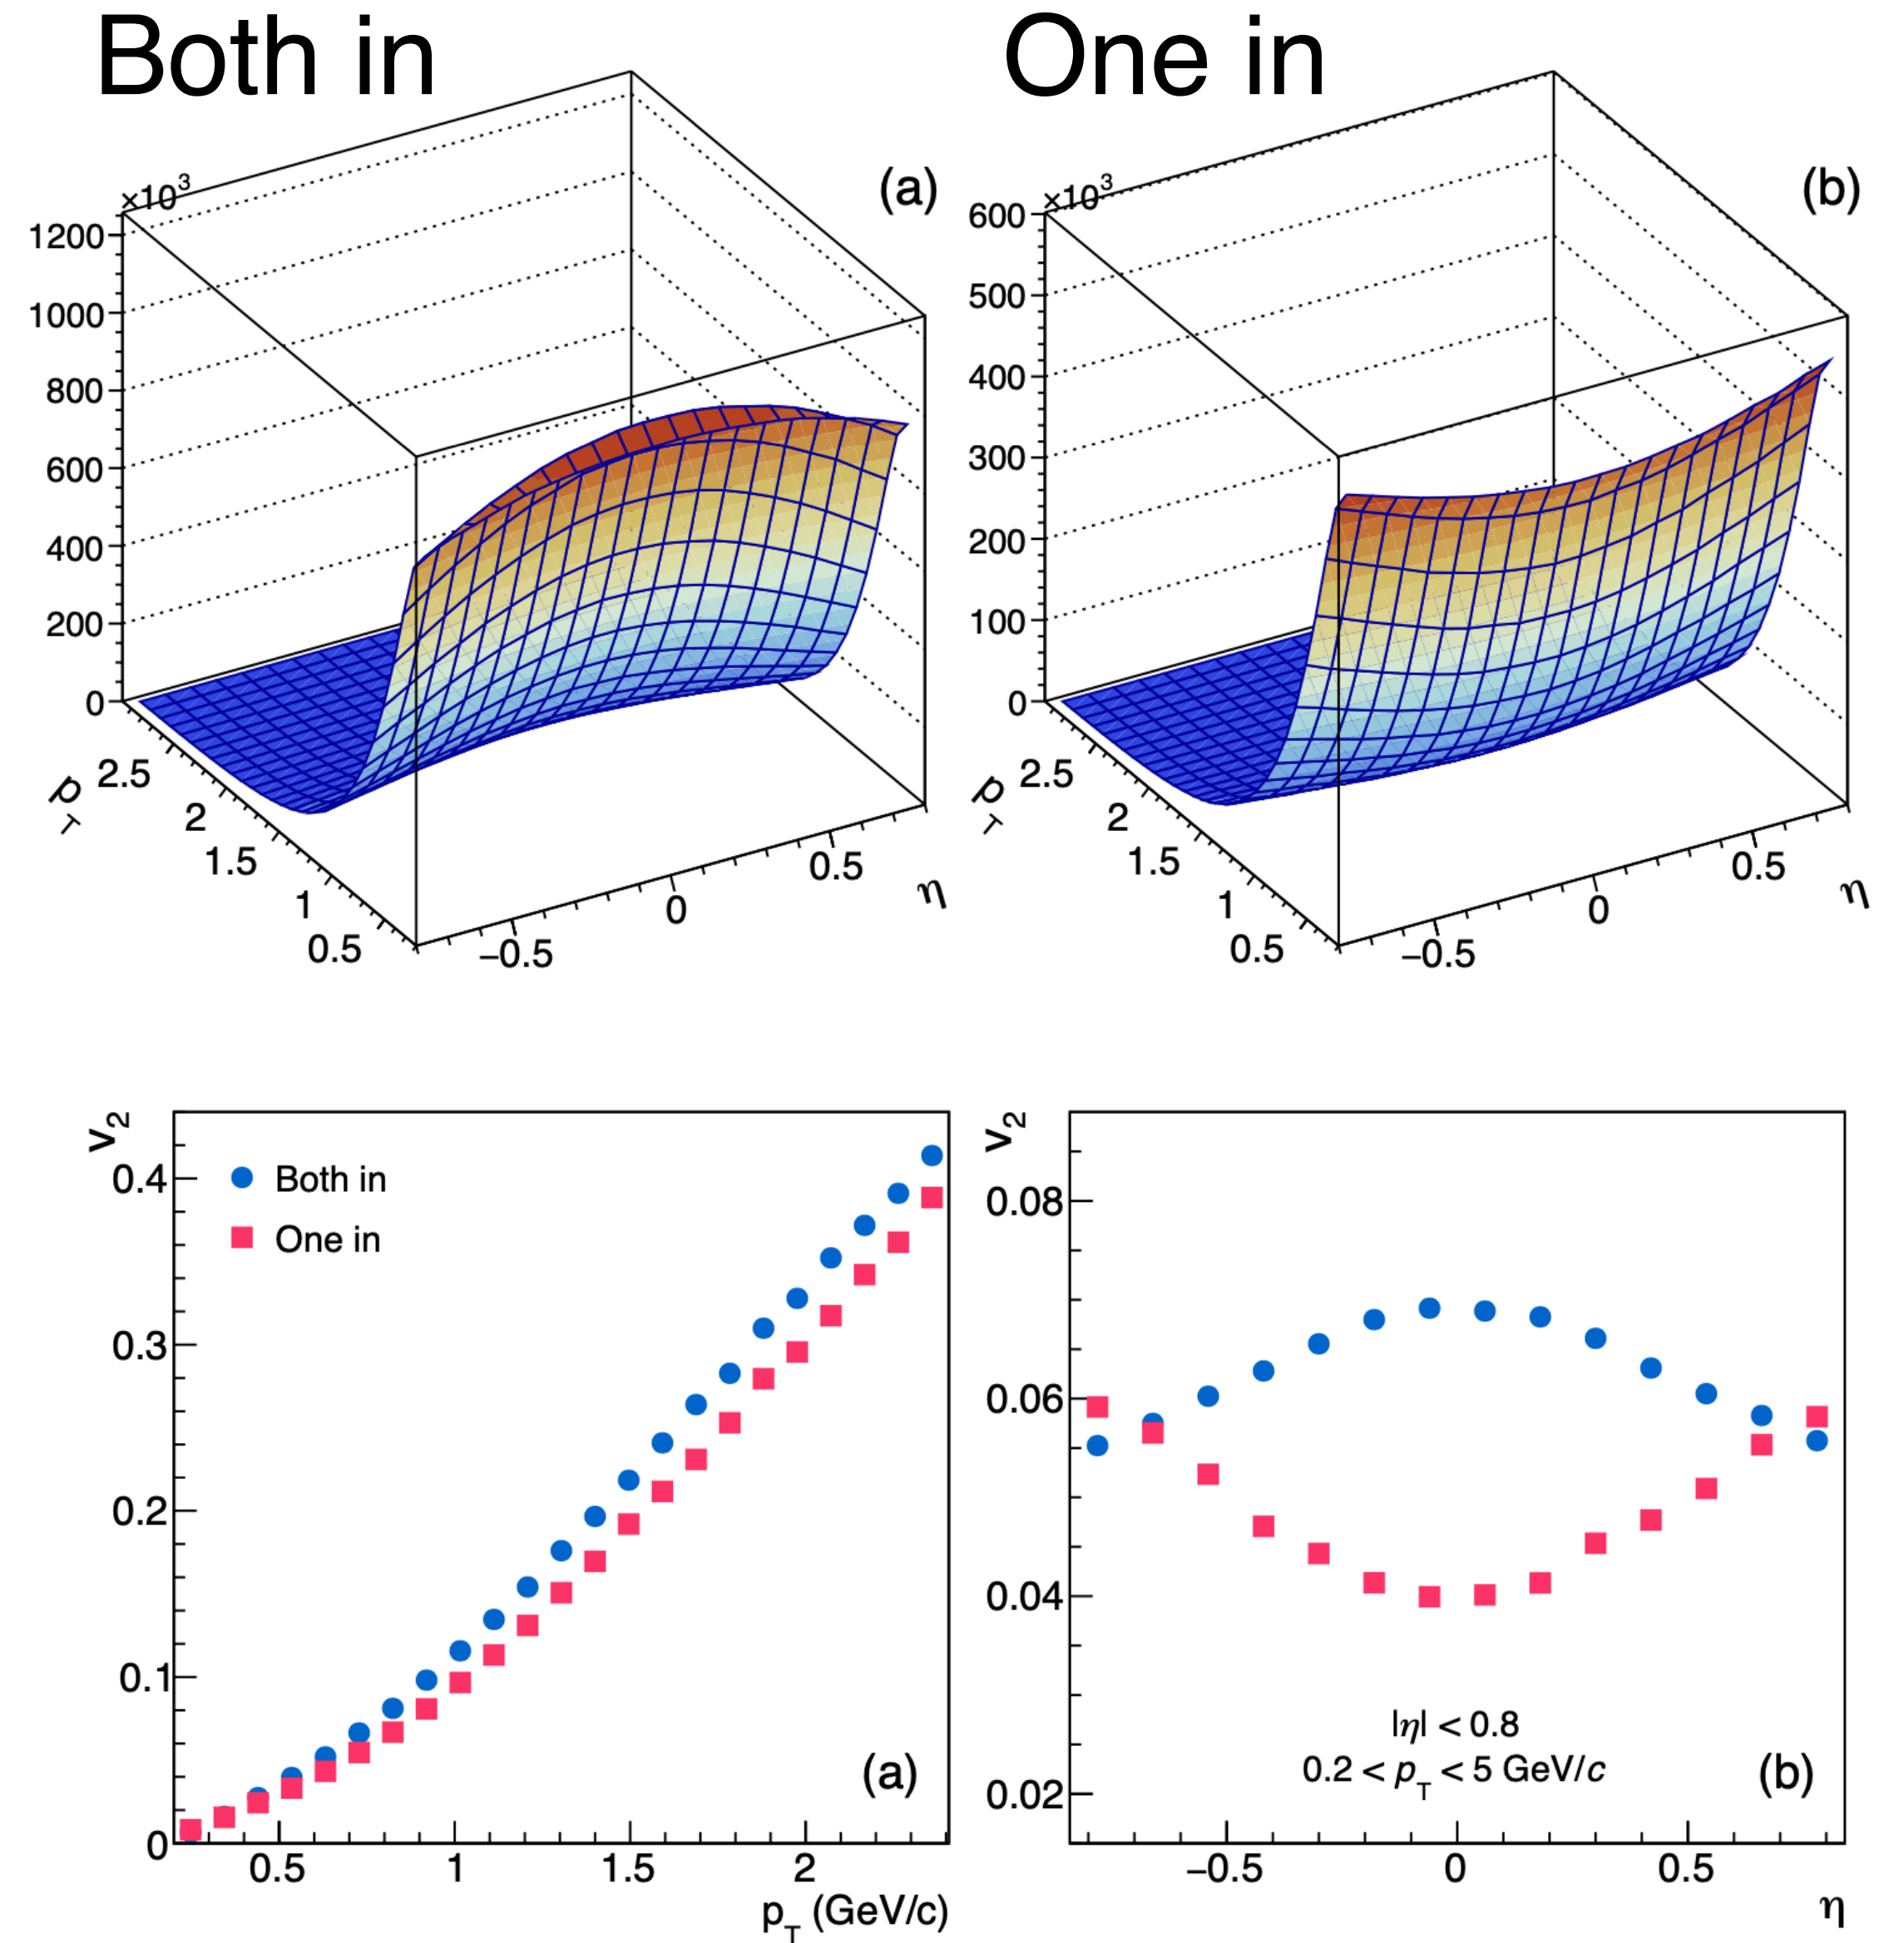 Both in
One in
×10³
(a)
1200
1000
800
600
400
200
0
p_T
2.5
2
1.5
1
0.5
−0.5
0
0.5
η
×10³
(b)
600
500
400
300
200
100
0
p_T
2.5
2
1.5
1
0.5
−0.5
0
0.5
η
v₂
0.4
0.3
0.2
0.1
0
Both in
One in
(a)
0.5
1
1.5
2
p_T (GeV/c)
v₂
0.08
0.06
0.04
0.02
|η| < 0.8
0.2 < p_T < 5 GeV/c
(b)
−0.5
0
0.5
η